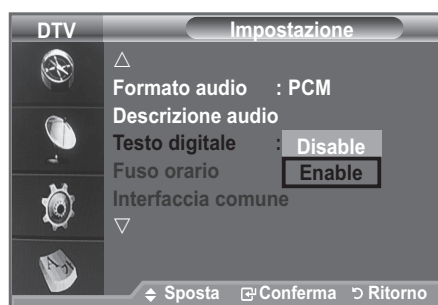 DTV Impostazione
△
Formato audio : PCM
Descrizione audio
Testo digitale : Disable
Fuso orario Enable
Interfaccia comune
▽
Sposta Conferma Ritorno